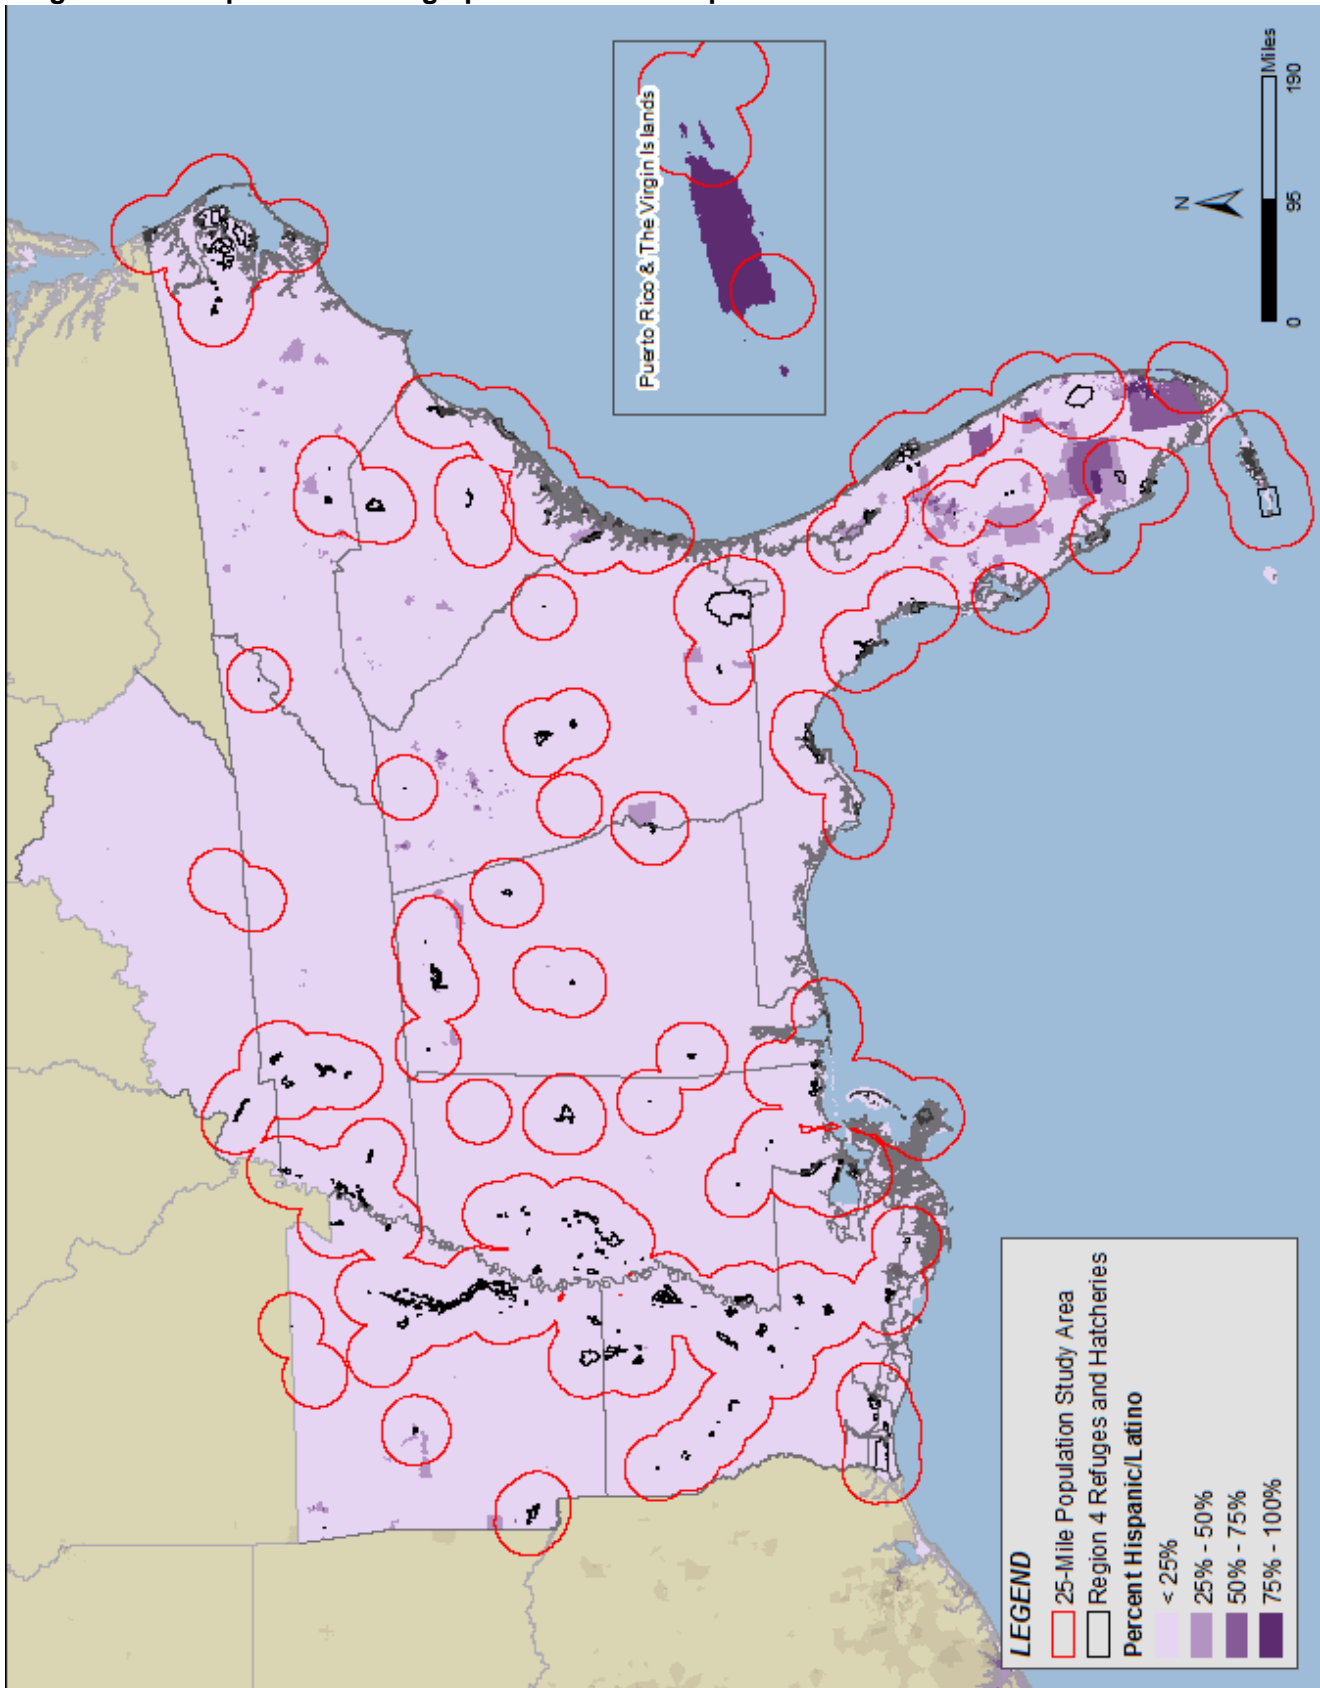 Puerto Rico & The Virgin Islands
N
0 95 190
Miles
LEGEND
25-Mile Population Study Area
Region 4 Refuges and Hatcheries
Percent Hispanic/Latino
< 25%
25% - 50%
50% - 75%
75% - 100%